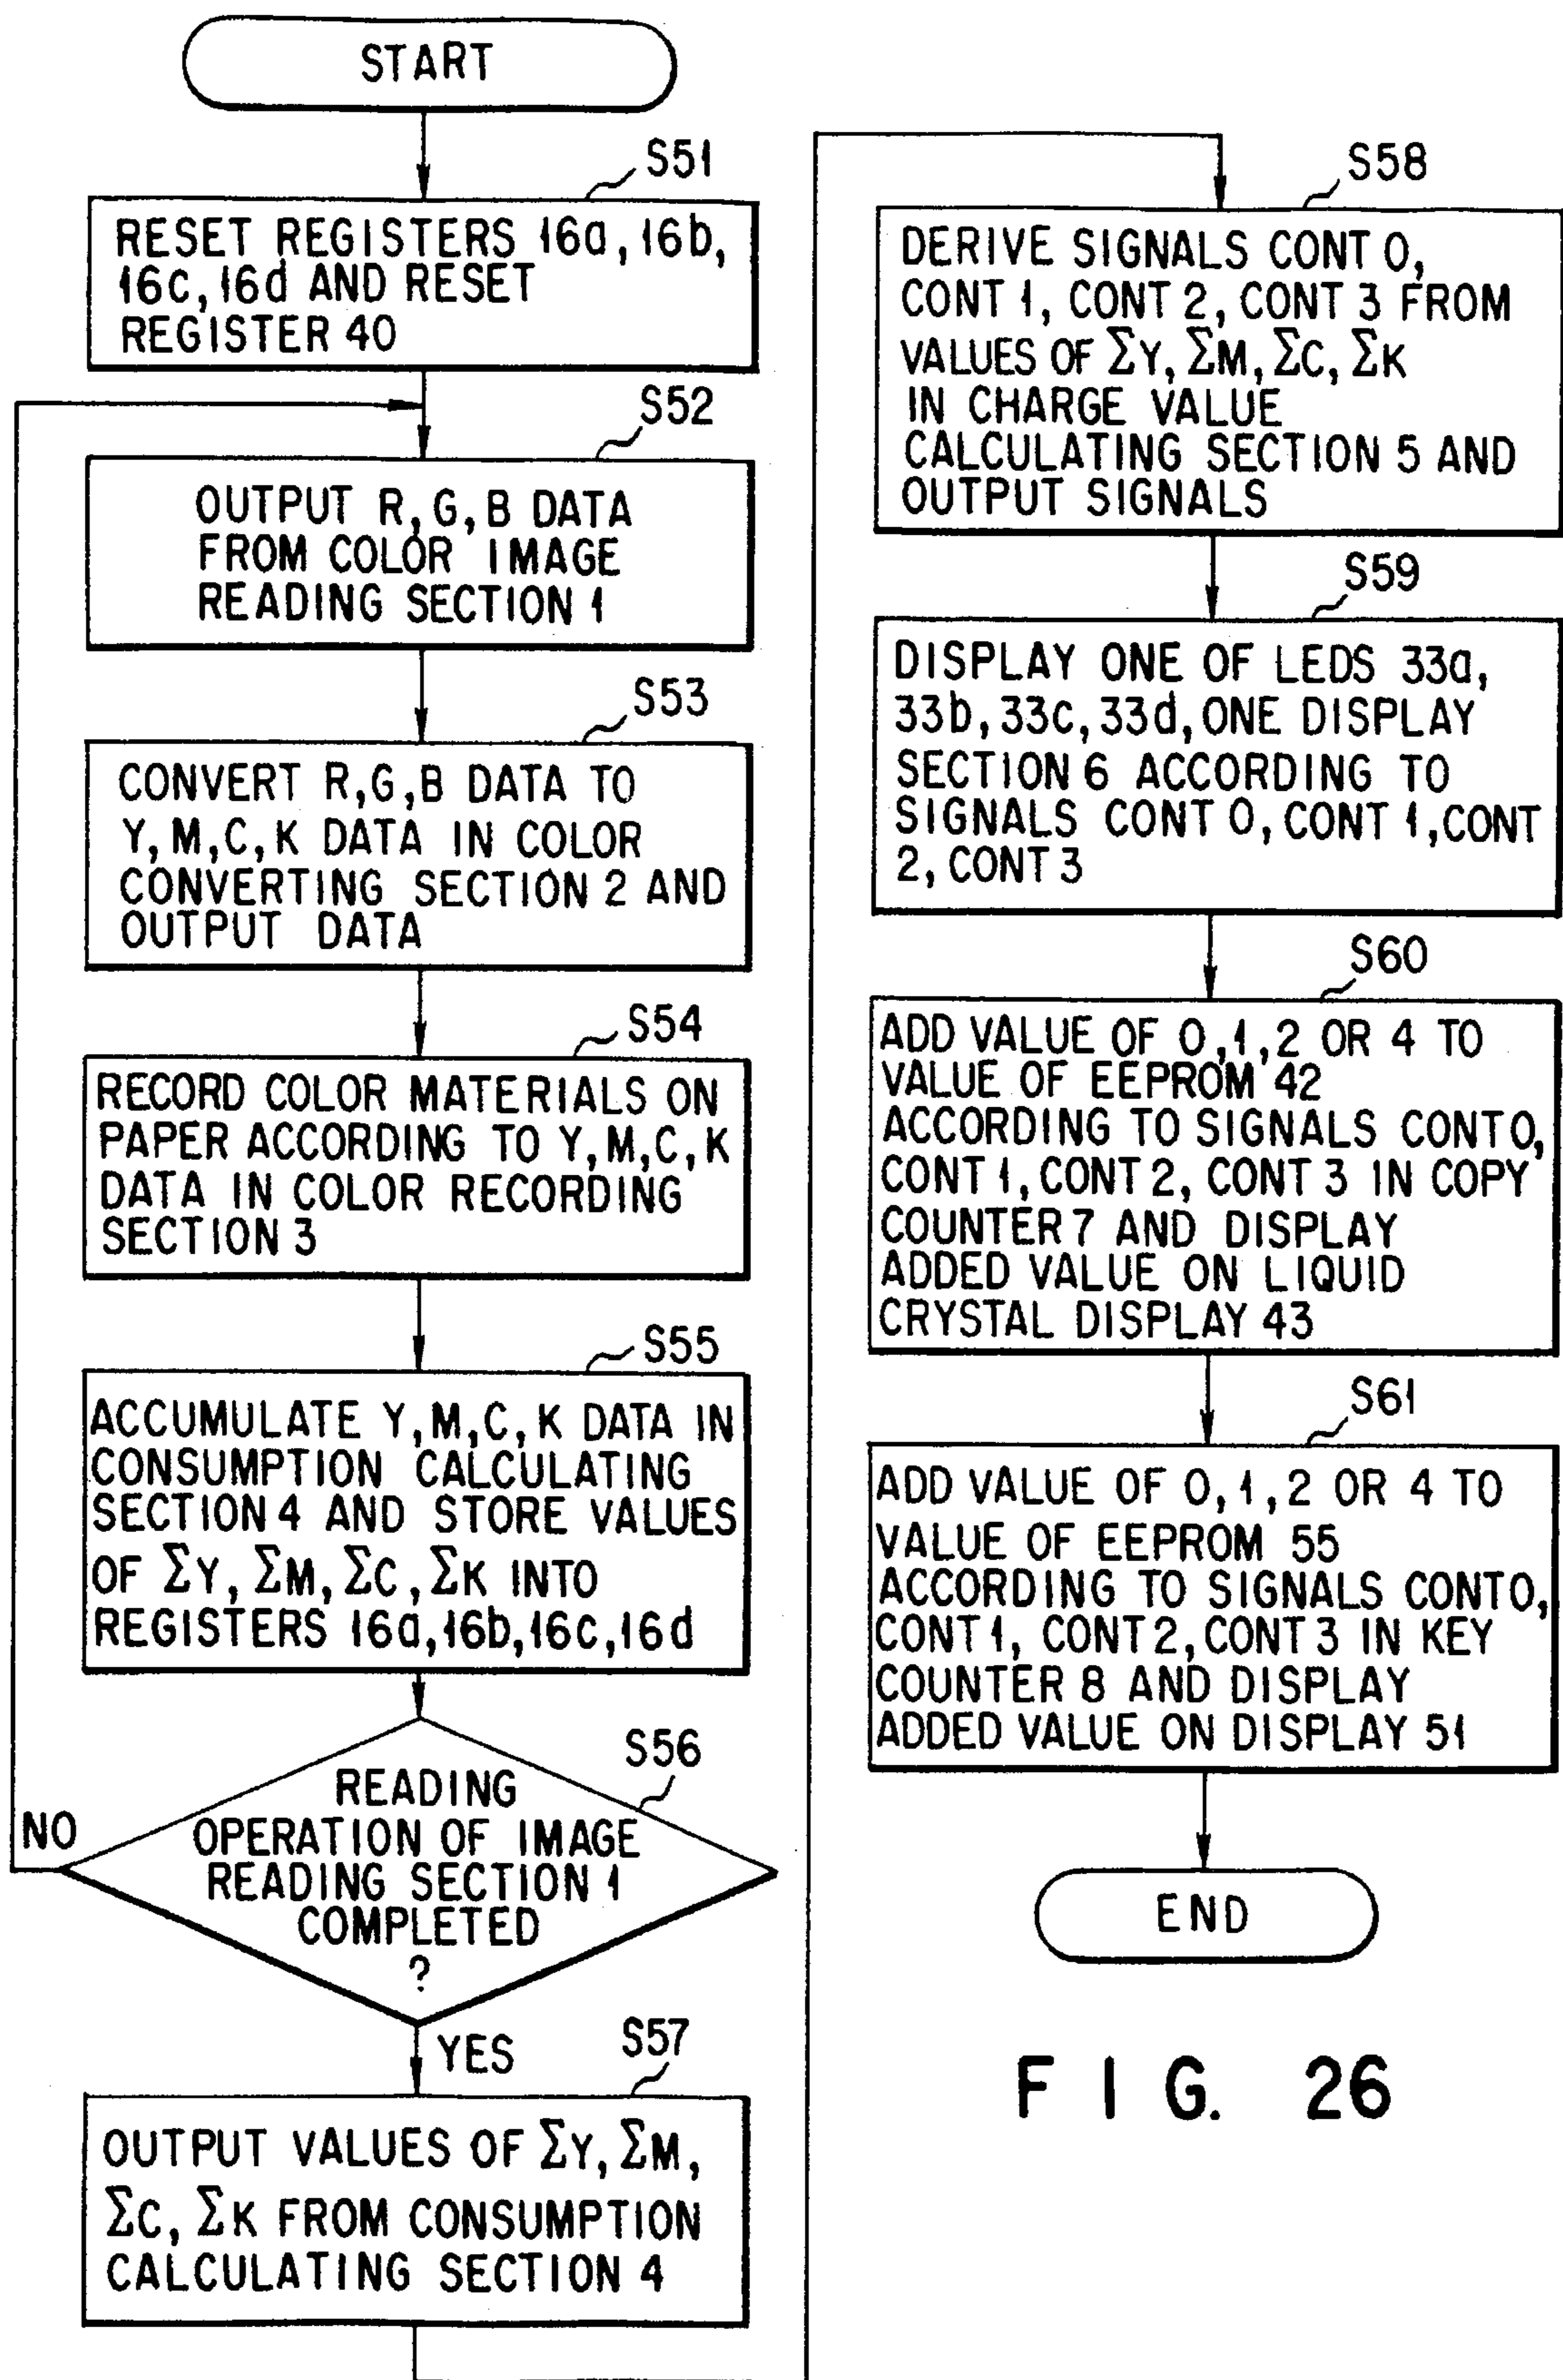 START
S51
RESET REGISTERS 16a, 16b,
16c, 16d AND RESET
REGISTER 40
S52
OUTPUT R, G, B DATA
FROM COLOR IMAGE
READING SECTION 1
S53
CONVERT R, G, B DATA TO
Y, M, C, K DATA IN COLOR
CONVERTING SECTION 2 AND
OUTPUT DATA
S54
RECORD COLOR MATERIALS ON
PAPER ACCORDING TO Y, M, C, K
DATA IN COLOR RECORDING
SECTION 3
S55
ACCUMULATE Y, M, C, K DATA IN
CONSUMPTION CALCULATING
SECTION 4 AND STORE VALUES
OF ΣY, ΣM, ΣC, ΣK INTO
REGISTERS 16a, 16b, 16c, 16d
S56
READING
OPERATION OF IMAGE
READING SECTION 1
COMPLETED
?
NO
YES
S57
OUTPUT VALUES OF ΣY, ΣM,
ΣC, ΣK FROM CONSUMPTION
CALCULATING SECTION 4
S58
DERIVE SIGNALS CONT 0,
CONT 1, CONT 2, CONT 3 FROM
VALUES OF ΣY, ΣM, ΣC, ΣK
IN CHARGE VALUE
CALCULATING SECTION 5 AND
OUTPUT SIGNALS
S59
DISPLAY ONE OF LEDS 33a,
33b, 33c, 33d, ONE DISPLAY
SECTION 6 ACCORDING TO
SIGNALS CONT 0, CONT 1, CONT
2, CONT 3
S60
ADD VALUE OF 0, 1, 2 OR 4 TO
VALUE OF EEPROM 42
ACCORDING TO SIGNALS CONT 0,
CONT 1, CONT 2, CONT 3 IN COPY
COUNTER 7 AND DISPLAY
ADDED VALUE ON LIQUID
CRYSTAL DISPLAY 43
S61
ADD VALUE OF 0, 1, 2 OR 4 TO
VALUE OF EEPROM 55
ACCORDING TO SIGNALS CONT 0,
CONT 1, CONT 2, CONT 3 IN KEY
COUNTER 8 AND DISPLAY
ADDED VALUE ON DISPLAY 51
END
FIG. 26